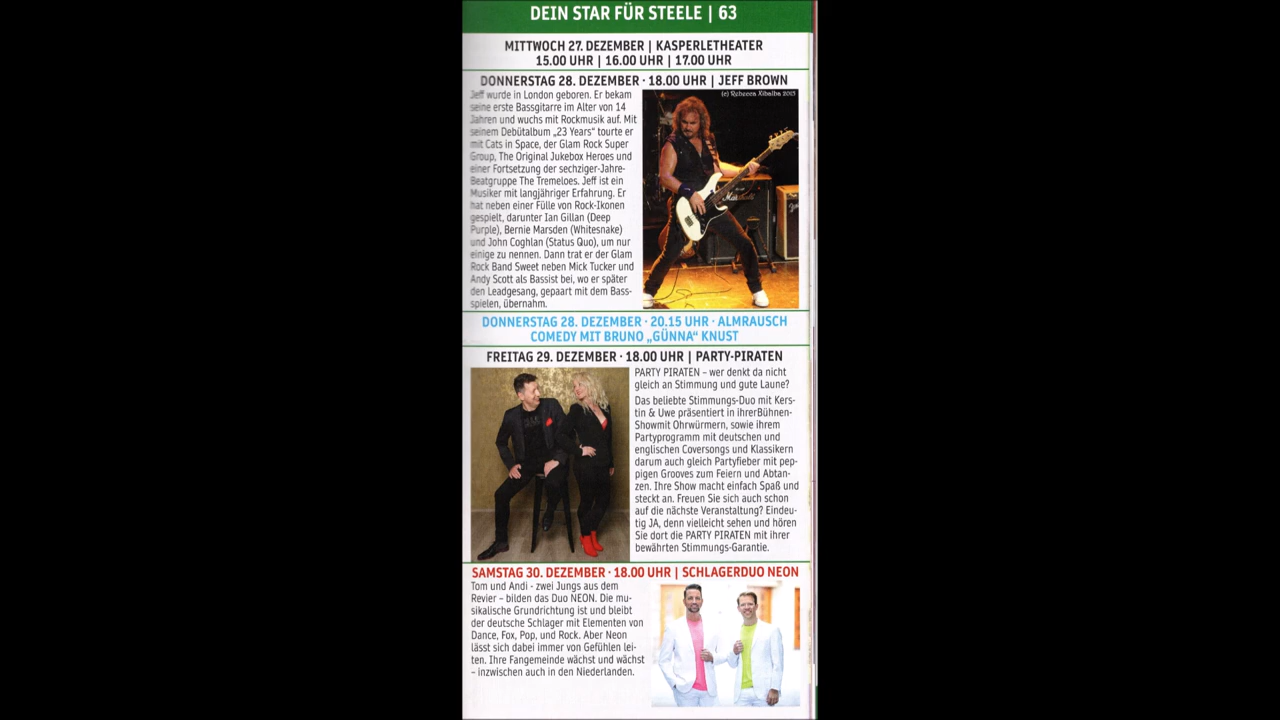 DEIN STAR FÜR STEELE | 63
MITTWOCH 27. DEZEMBER | KASPERLETHEATER
15.00 UHR | 16.00 UHR | 17.00 UHR
DONNERSTAG 28. DEZEMBER · 18.00 UHR | JEFF BROWN
Jeff wurde in London geboren. Er bekam
seine erste Bassgitarre im Alter von 14
Jahren und wuchs mit Rockmusik auf. Mit
seinem Debütalbum „23 Years“ tourte er
mit Cats in Space, der Glam Rock Super
Group, The Original Jukebox Heroes und
einer Fortsetzung der sechziger-Jahre-
Beatgruppe The Tremeloes. Jeff ist ein
Musiker mit langjähriger Erfahrung. Er
hat neben einer Fülle von Rock-Ikonen
gespielt, darunter Ian Gillan (Deep
Purple), Bernie Marsden (Whitesnake)
und John Coghlan (Status Quo), um nur
einige zu nennen. Dann trat er der Glam
Rock Band Sweet neben Mick Tucker und
Andy Scott als Bassist bei, wo er später
den Leadgesang, gepaart mit dem Bass-
spielen, übernahm.
(c) Rebecca Xibalba 2013
Marshall
DONNERSTAG 28. DEZEMBER · 20.15 UHR · ALMRAUSCH
COMEDY MIT BRUNO „GÜNNA“ KNUST
FREITAG 29. DEZEMBER · 18.00 UHR | PARTY-PIRATEN
PARTY PIRATEN – wer denkt da nicht
gleich an Stimmung und gute Laune?
Das beliebte Stimmungs-Duo mit Kers-
tin & Uwe präsentiert in ihrerBühnen-
Showmit Ohrwürmern, sowie ihrem
Partyprogramm mit deutschen und
englischen Coversongs und Klassikern
darum auch gleich Partyfieber mit pep-
pigen Grooves zum Feiern und Abtan-
zen. Ihre Show macht einfach Spaß und
steckt an. Freuen Sie sich auch schon
auf die nächste Veranstaltung? Eindeu-
tig JA, denn vielleicht sehen und hören
Sie dort die PARTY PIRATEN mit ihrer
bewährten Stimmungs-Garantie.
SAMSTAG 30. DEZEMBER · 18.00 UHR | SCHLAGERDUO NEON
Tom und Andi - zwei Jungs aus dem
Revier – bilden das Duo NEON. Die mu-
sikalische Grundrichtung ist und bleibt
der deutsche Schlager mit Elementen von
Dance, Fox, Pop, und Rock. Aber Neon
lässt sich dabei immer von Gefühlen lei-
ten. Ihre Fangemeinde wächst und wächst
– inzwischen auch in den Niederlanden.